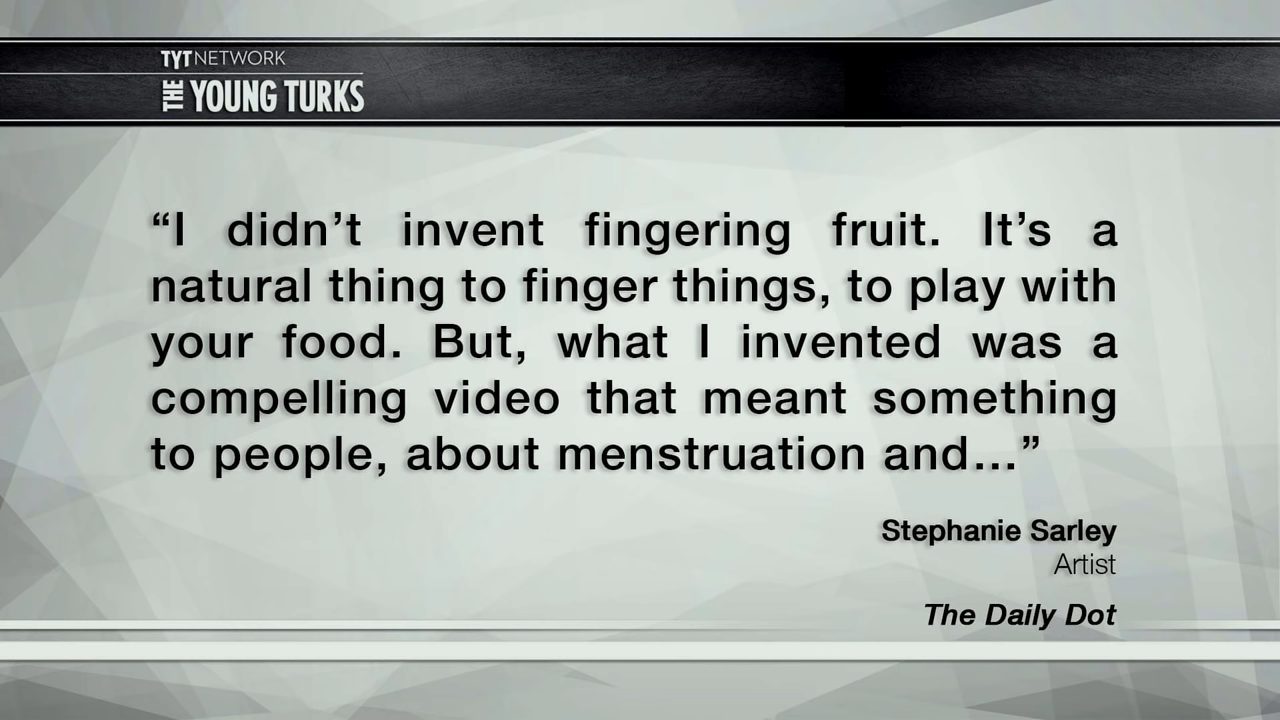 TYT NETWORK
THE YOUNG TURKS
“I didn’t invent fingering fruit. It’s a
natural thing to finger things, to play with
your food. But, what I invented was a
compelling video that meant something
to people, about menstruation and...”
Stephanie Sarley
Artist
The Daily Dot